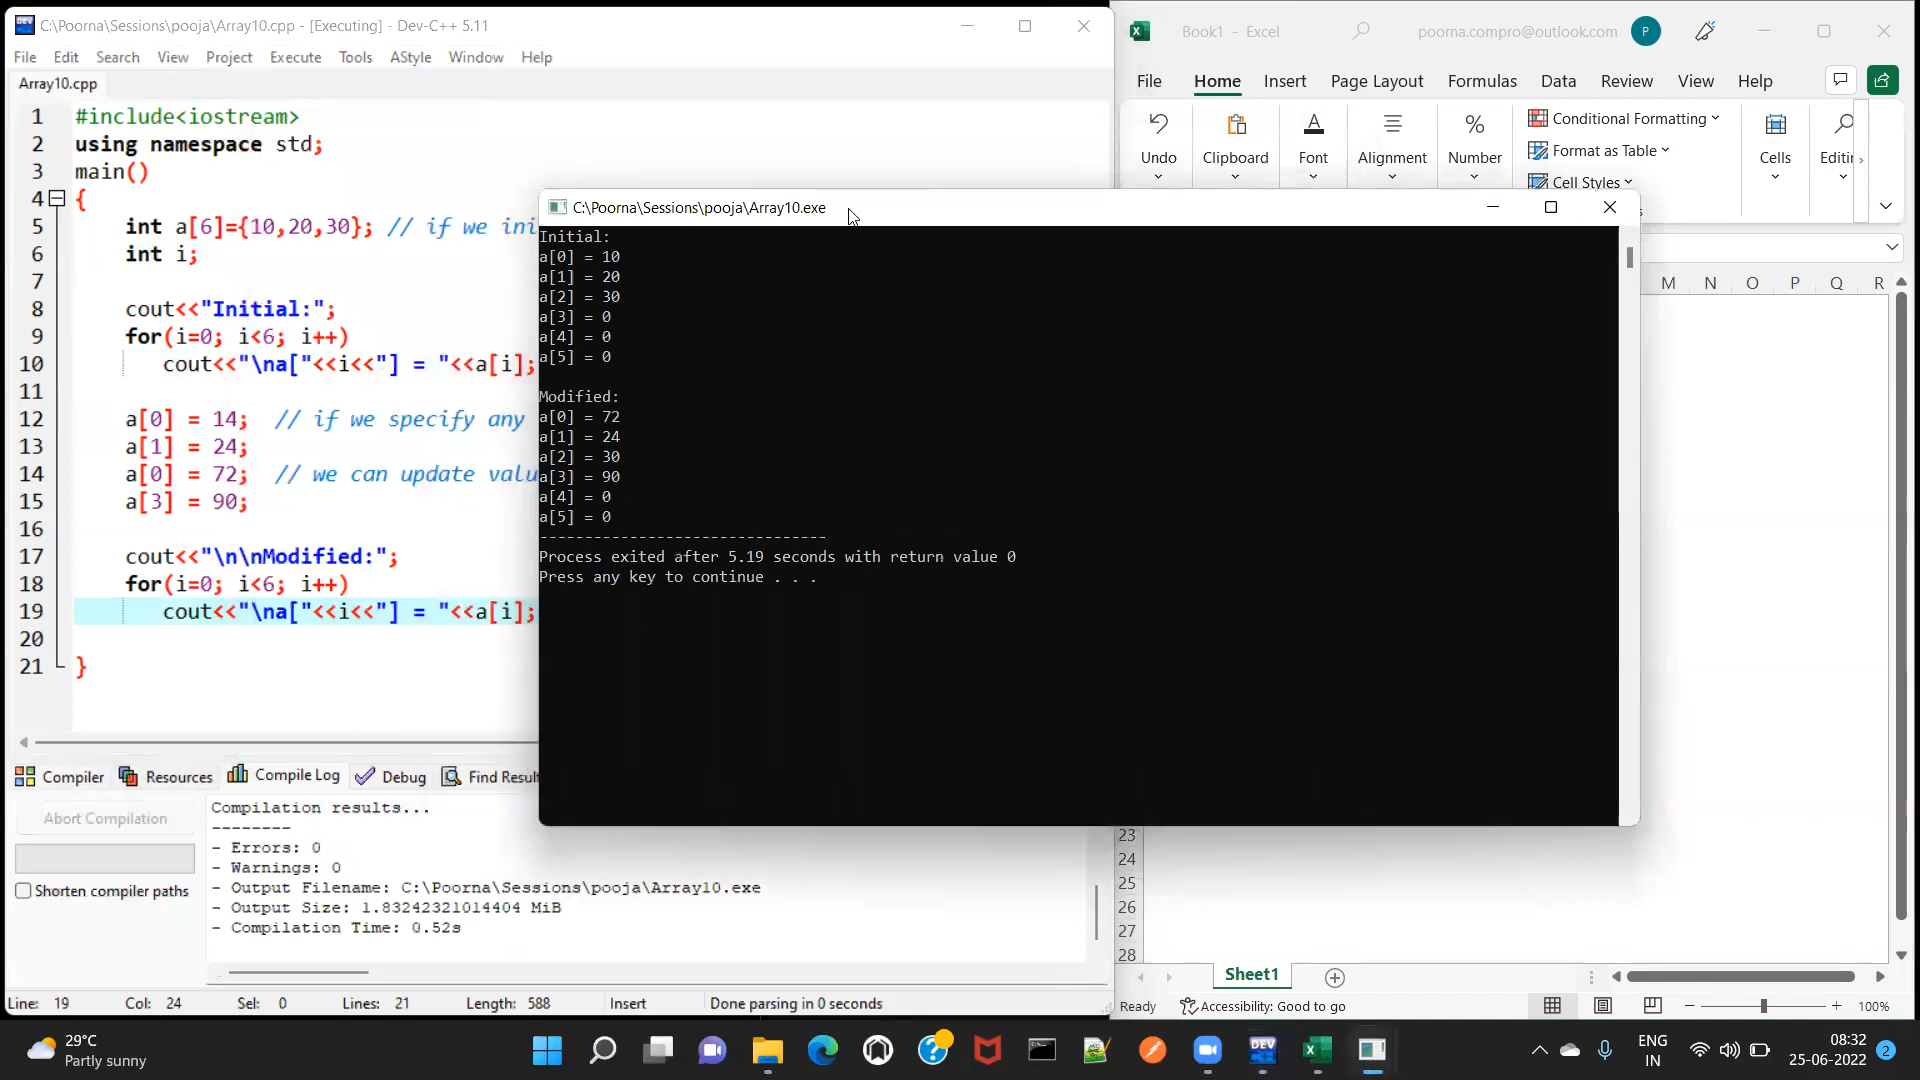 C:\Poorna\Sessions\pooja\Array10.cpp - [Executing] - Dev-C++ 5.11
File Edit Search View Project Execute Tools AStyle Window Help
Array10.cpp
1 #include<iostream>
2 using namespace std;
3 main()
4 {
5 int a[6]={10,20,30}; // if we ini
6 int i;
7
8 cout<<"Initial:";
9 for(i=0; i<6; i++)
10 cout<<"\na["<<i<<"] = "<<a[i];
11
12 a[0] = 14; // if we specify any
13 a[1] = 24;
14 a[0] = 72; // we can update valu
15 a[3] = 90;
16
17 cout<<"\n\nModified:";
18 for(i=0; i<6; i++)
19 cout<<"\na["<<i<<"] = "<<a[i];
20
21 }
Compiler Resources Compile Log Debug Find Resul
Abort Compilation
Shorten compiler paths
Compilation results...
--------
- Errors: 0
- Warnings: 0
- Output Filename: C:\Poorna\Sessions\pooja\Array10.exe
- Output Size: 1.83242321014404 MiB
- Compilation Time: 0.52s
Line: 19 Col: 24 Sel: 0 Lines: 21 Length: 588 Insert Done parsing in 0 seconds
C:\Poorna\Sessions\pooja\Array10.exe
Initial:
a[0] = 10
a[1] = 20
a[2] = 30
a[3] = 0
a[4] = 0
a[5] = 0
Modified:
a[0] = 72
a[1] = 24
a[2] = 30
a[3] = 90
a[4] = 0
a[5] = 0
--------------------------------
Process exited after 5.19 seconds with return value 0
Press any key to continue . . .
Book1 - Excel poorna.compro@outlook.com P
File Home Insert Page Layout Formulas Data Review View Help
Undo Clipboard Font Alignment Number
Conditional Formatting
Format as Table
Cell Styles
Cells
M N O P Q R
23
24
25
26
27
28
Sheet1
Ready Accessibility: Good to go 100%
29°C
Partly sunny
DEV
ENG
IN
08:32
25-06-2022
2